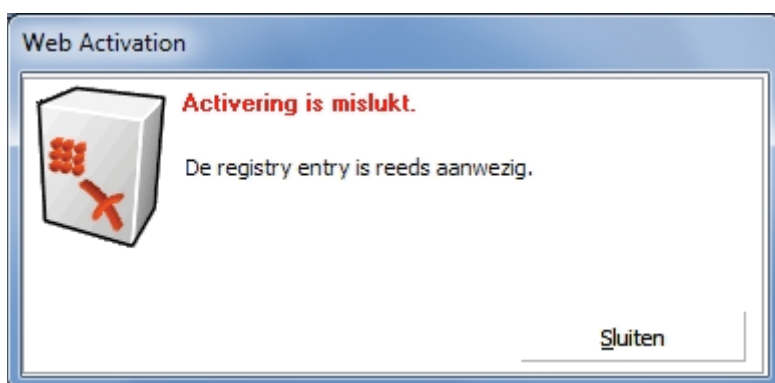 Web Activation
Activering is mislukt.
De registry entry is reeds aanwezig.
Sluiten